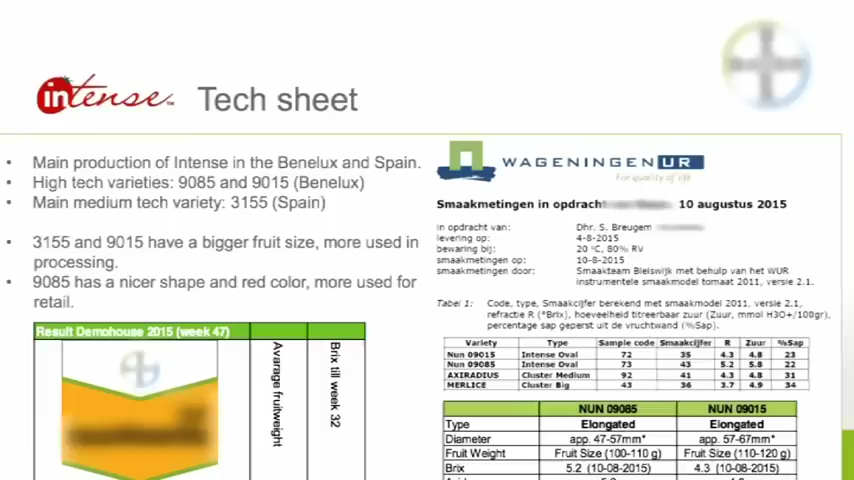 intense™ Tech sheet
• Main production of Intense in the Benelux and Spain.
• High tech varieties: 9085 and 9015 (Benelux)
• Main medium tech variety: 3155 (Spain)
• 3155 and 9015 have a bigger fruit size, more used in
processing.
• 9085 has a nicer shape and red color, more used for
retail.
Result Demohouse 2015 (week 47)
Avarage fruitweight
Brix till week 32
WAGENINGEN UR
For quality of life
Smaakmetingen in opdracht 10 augustus 2015
in opdracht van: Dhr. S. Breugem
levering op: 4-8-2015
bewaring bij: 20 °C, 80% RV
smaakmetingen op: 10-8-2015
smaakmetingen door: Smaakteam Bleiswijk met behulp van het WUR
instrumentele smaakmodel tomaat 2011, versie 2.1.
Tabel 1: Code, type, Smaakcijfer berekend met smaakmodel 2011, versie 2.1,
refractie R (°Brix), hoeveelheid titreerbaar zuur (Zuur, mmol H3O+/100gr),
percentage sap geperst uit de vruchtwand (%Sap).
Variety Type Sample code Smaakcijfer R Zuur %Sap
Nun 09015 Intense Oval 72 35 4.3 4.8 23
Nun 09085 Intense Oval 73 43 5.2 5.8 22
AXIRADIUS Cluster Medium 92 41 4.3 4.8 31
MERLICE Cluster Big 43 36 3.7 4.9 34
NUN 09085 NUN 09015
Type Elongated Elongated
Diameter app. 47-57mm* app. 57-67mm*
Fruit Weight Fruit Size (100-110 g) Fruit Size (110-120 g)
Brix 5.2 (10-08-2015) 4.3 (10-08-2015)